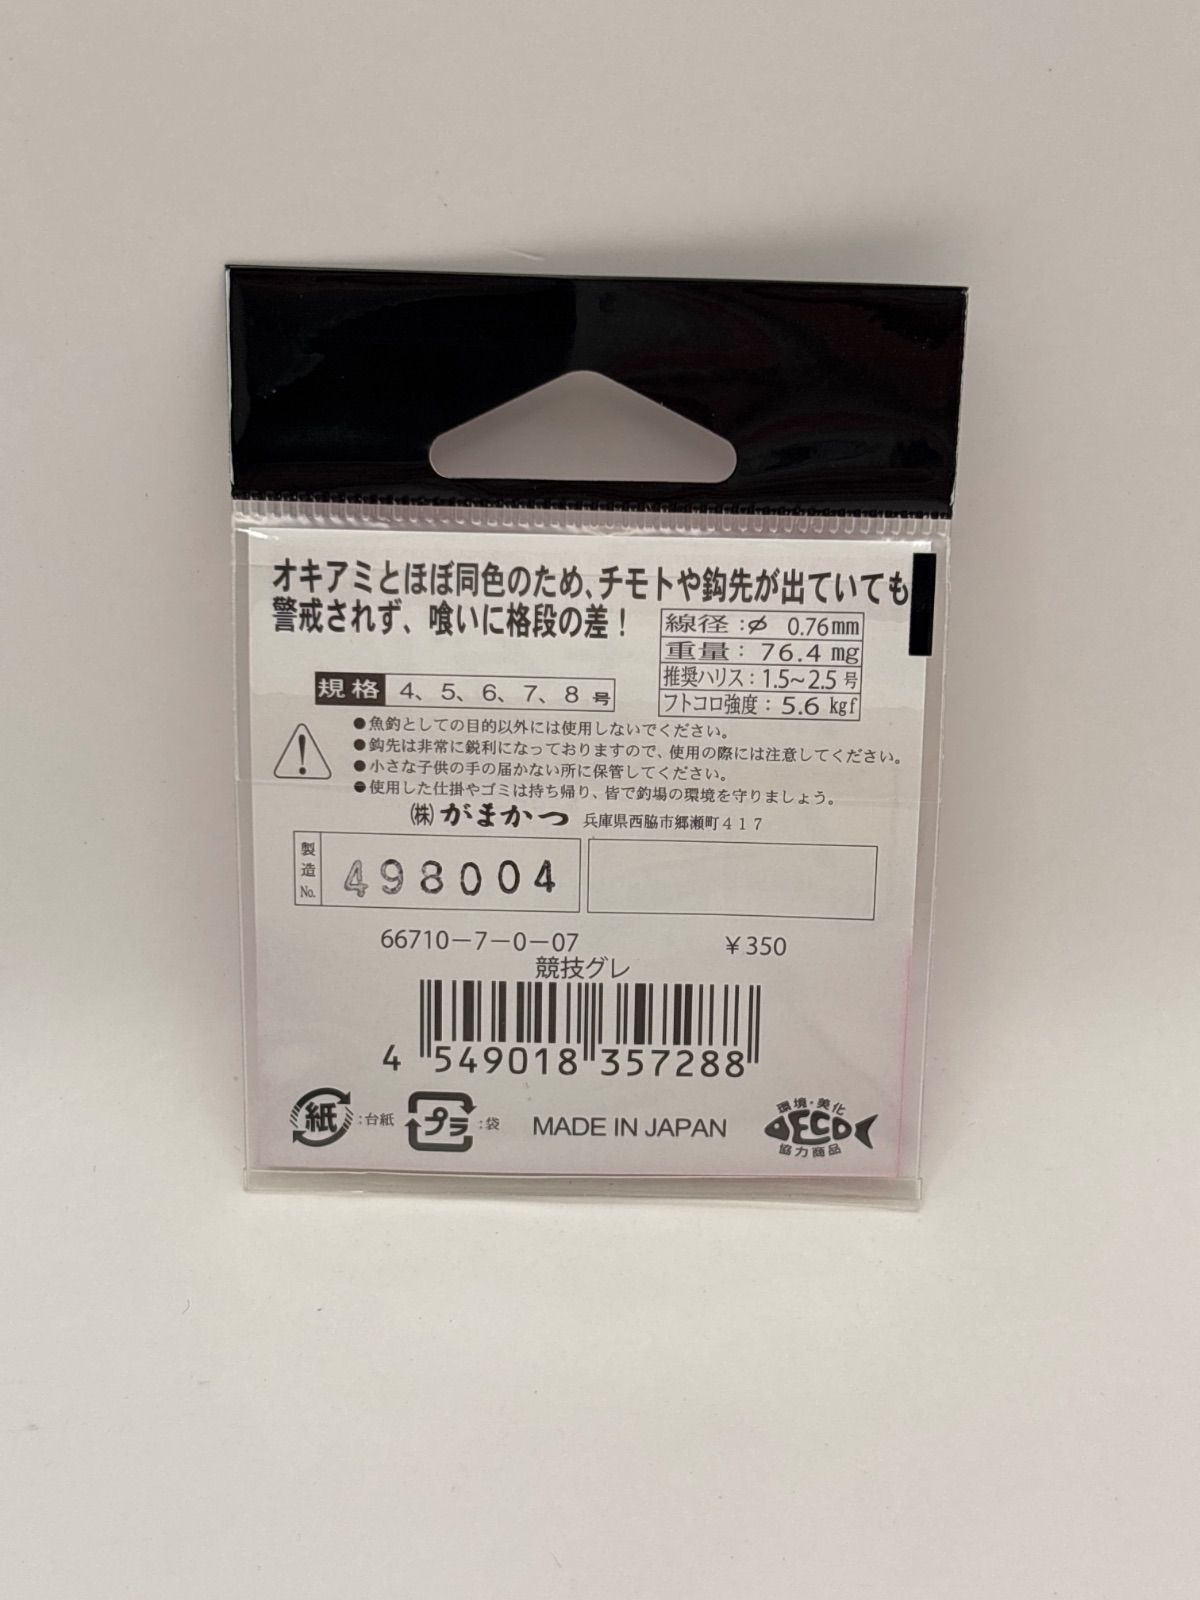 オキアミとほぼ同色のため、チモトや鈎先が出ていても
警戒されず、喰いに格段の差！
線径：φ 0.76mm
重量：76.4 mg
推奨ハリス：1.5～2.5号
フトコロ強度：5.6 kgf
規格 4、5、6、7、8号
●魚釣としての目的以外には使用しないでください。
●鈎先は非常に鋭利になっておりますので、使用の際には注意してください。
●小さな子供の手の届かない所に保管してください。
●使用した仕掛やゴミは持ち帰り、皆で釣場の環境を守りましょう。
㈱がまかつ 兵庫県西脇市郷瀬町417
製造No. 498004
66710-7-0-07 ￥350
競技グレ
4 549018 357288
紙：台紙 プラ：袋 MADE IN JAPAN
環境・美化
ECO
協力商品